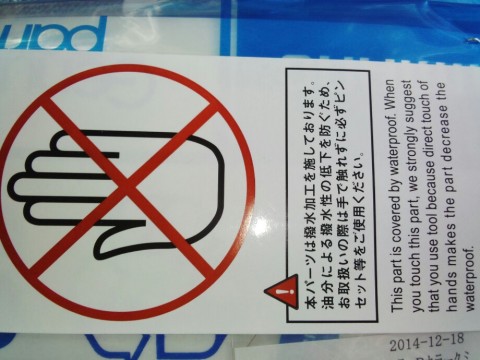 本パーツは撥水加工を施しております。
油分による撥水性の低下を防ぐため、
お取扱いの際は手で触れずに必ずピン
セット等をご使用ください。
This part is covered by waterproof. When
you touch this part, we strongly suggest
that you use tool because direct touch of
hands makes the part decrease the
waterproof.
2014-12-18